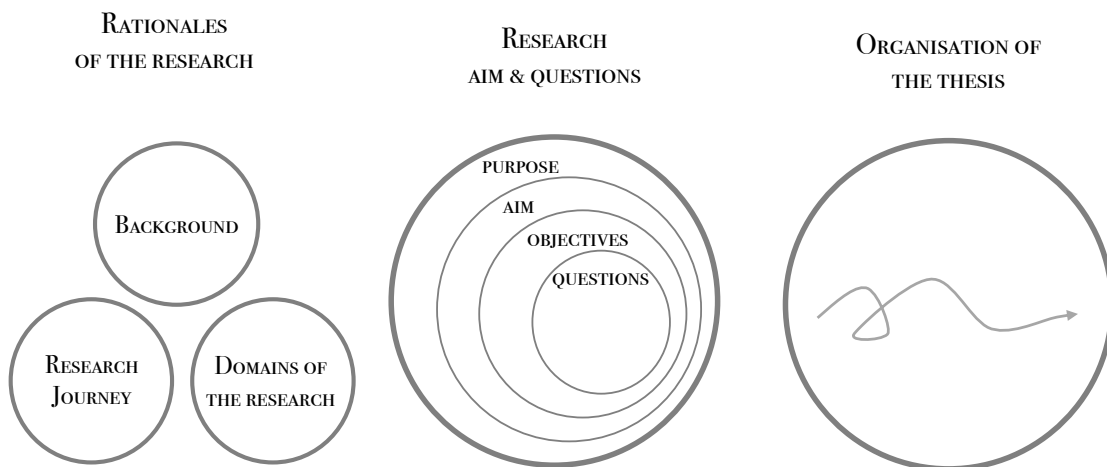 Rationales
of the research
Background
Research
Journey
Domains of
the research
Research
aim & questions
purpose
aim
objectives
questions
Organisation of
the thesis